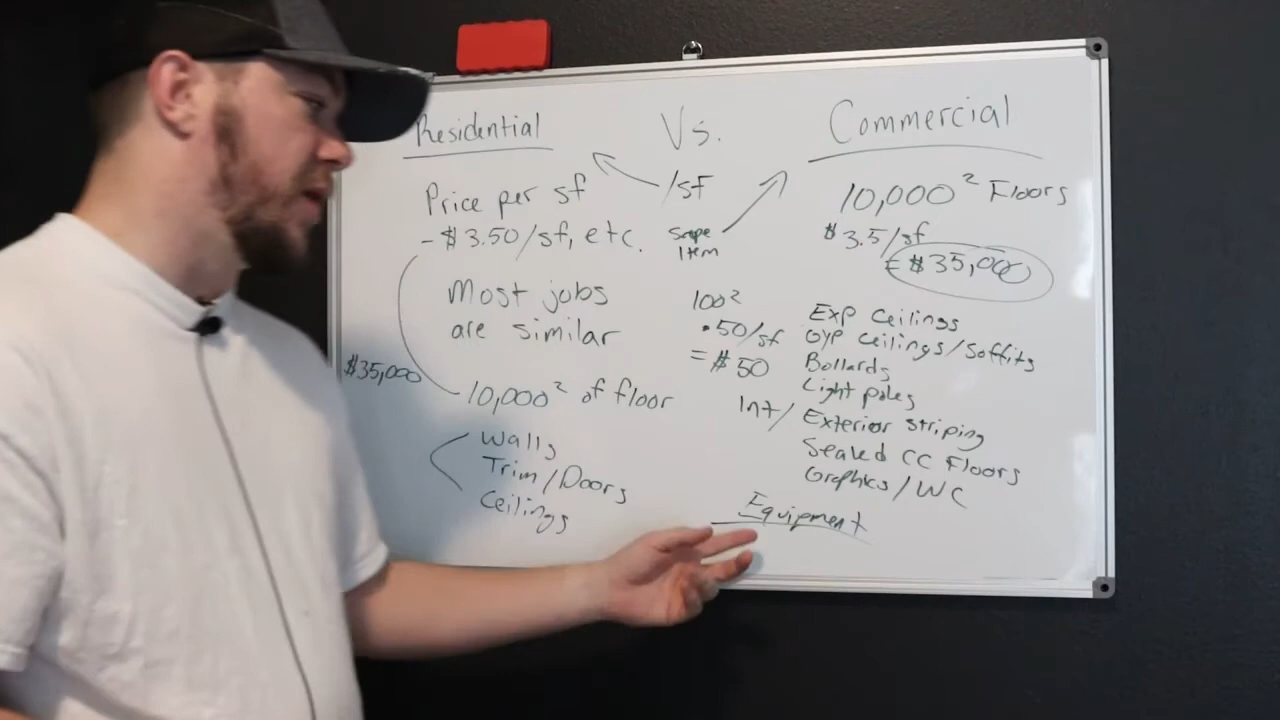 Residential
Vs.
Commercial
Price per sf
- $3.50/sf, etc.
Most jobs
are similar
$35,000
10,000² of floor
Walls
Trim/Doors
Ceilings
/sf
Scope
Item
100²
.50/sf
= $50
10,000² Floors
$3.5/sf
= $35,000
Exp Ceilings
GYP Ceilings/Soffits
Bollards
Light poles
Int/Exterior striping
Sealed CC Floors
Graphics/WC
Equipment